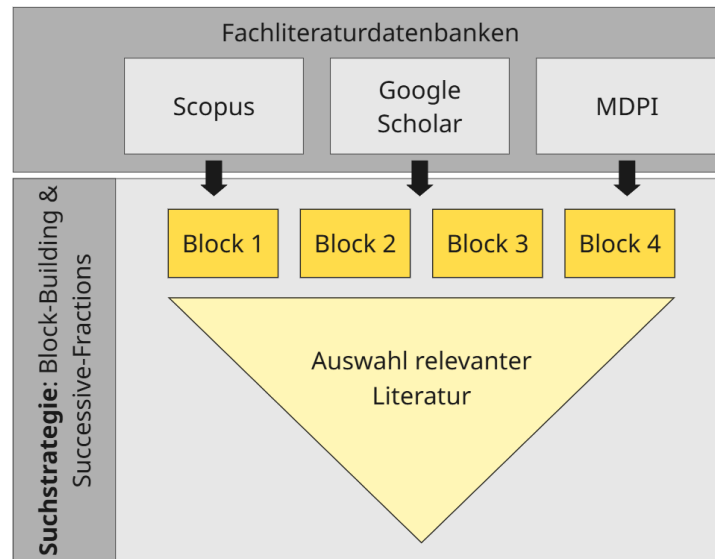 Fachliteraturdatenbanken
Scopus
Google
Scholar
MDPI
Suchstrategie: Block-Building &
Successive-Fractions
Block 1
Block 2
Block 3
Block 4
Auswahl relevanter
Literatur